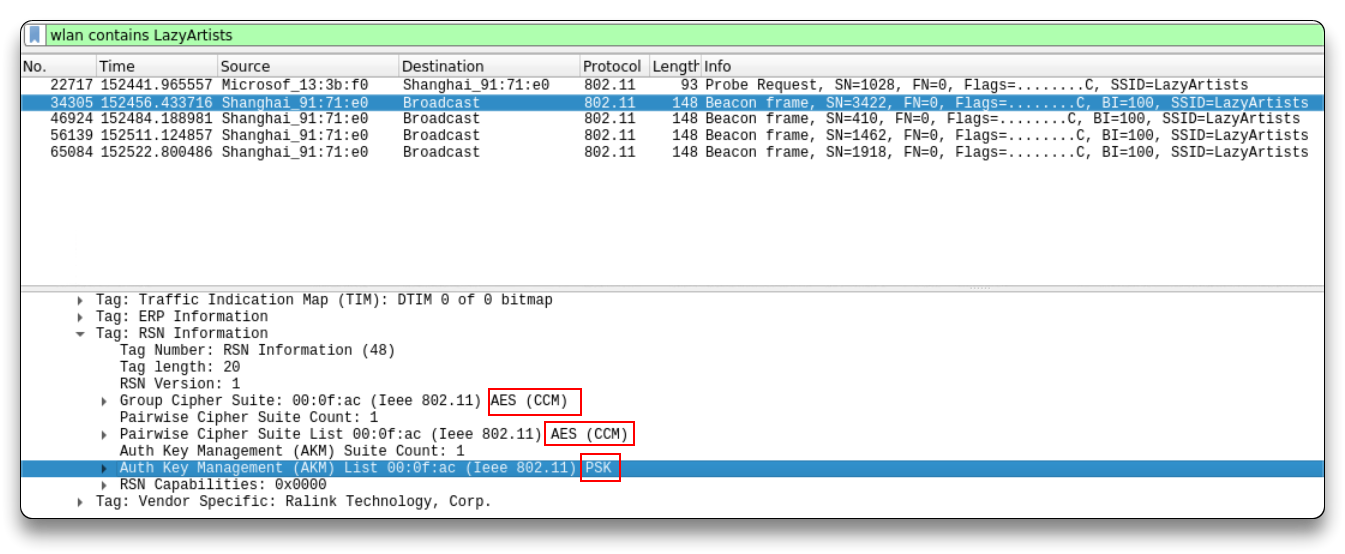 wlan contains LazyArtists
No. Time Source Destination Protocol Length Info
22717 152441.965557 Microsof_13:3b:f0 Shanghai_91:71:e0 802.11 93 Probe Request, SN=1028, FN=0, Flags=........C, SSID=LazyArtists
34305 152456.433716 Shanghai_91:71:e0 Broadcast 802.11 148 Beacon frame, SN=3422, FN=0, Flags=........C, BI=100, SSID=LazyArtists
46924 152484.188981 Shanghai_91:71:e0 Broadcast 802.11 148 Beacon frame, SN=410, FN=0, Flags=........C, BI=100, SSID=LazyArtists
56139 152511.124857 Shanghai_91:71:e0 Broadcast 802.11 148 Beacon frame, SN=1462, FN=0, Flags=........C, BI=100, SSID=LazyArtists
65084 152522.800486 Shanghai_91:71:e0 Broadcast 802.11 148 Beacon frame, SN=1918, FN=0, Flags=........C, BI=100, SSID=LazyArtists
Tag: Traffic Indication Map (TIM): DTIM 0 of 0 bitmap
Tag: ERP Information
Tag: RSN Information
Tag Number: RSN Information (48)
Tag length: 20
RSN Version: 1
Group Cipher Suite: 00:0f:ac (Ieee 802.11) AES (CCM)
Pairwise Cipher Suite Count: 1
Pairwise Cipher Suite List 00:0f:ac (Ieee 802.11) AES (CCM)
Auth Key Management (AKM) Suite Count: 1
Auth Key Management (AKM) List 00:0f:ac (Ieee 802.11) PSK
RSN Capabilities: 0x0000
Tag: Vendor Specific: Ralink Technology, Corp.